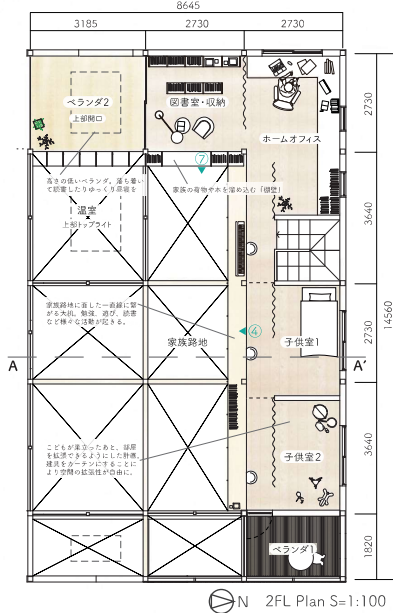 8645
3185 2730 2730
ベランダ2
上部開口
図書室・収納
ホームオフィス
2730
⑦
高さの低いベランダ。落ち着い
て読書したりゆっくり昼寝を
家族の荷物や本を溜め込む「棚壁」
温室
上部トップライト
3640
14560
家族路地に面した一直線に繋
がる大机。勉強、遊び、読書
など様々な活動が起きる。
④
家族路地
子供室1
2730
A A'
こどもが巣立ったあと、部屋
を拡張できるようにした計画。
建具をカーテンにすることに
より空間の拡張性が自由に。
子供室2
3640
ベランダ1
1820
N 2FL Plan S=1:100